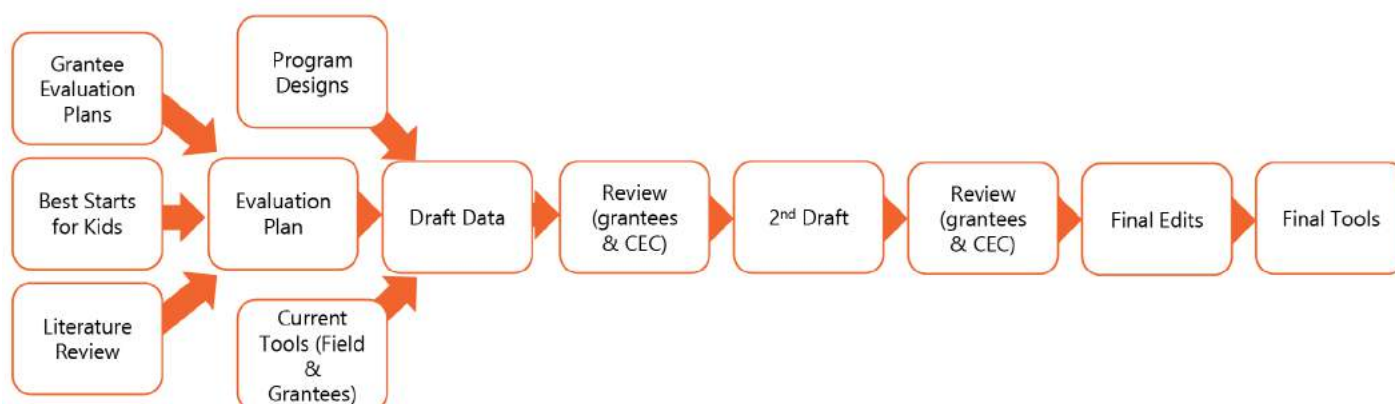 Grantee
Evaluation
Plans
Program
Designs
Best Starts
for Kids
Evaluation
Plan
Draft Data
Review
(grantees
& CEC)
2nd Draft
Review
(grantees
& CEC)
Final Edits
Final Tools
Literature
Review
Current
Tools (Field
&
Grantees)